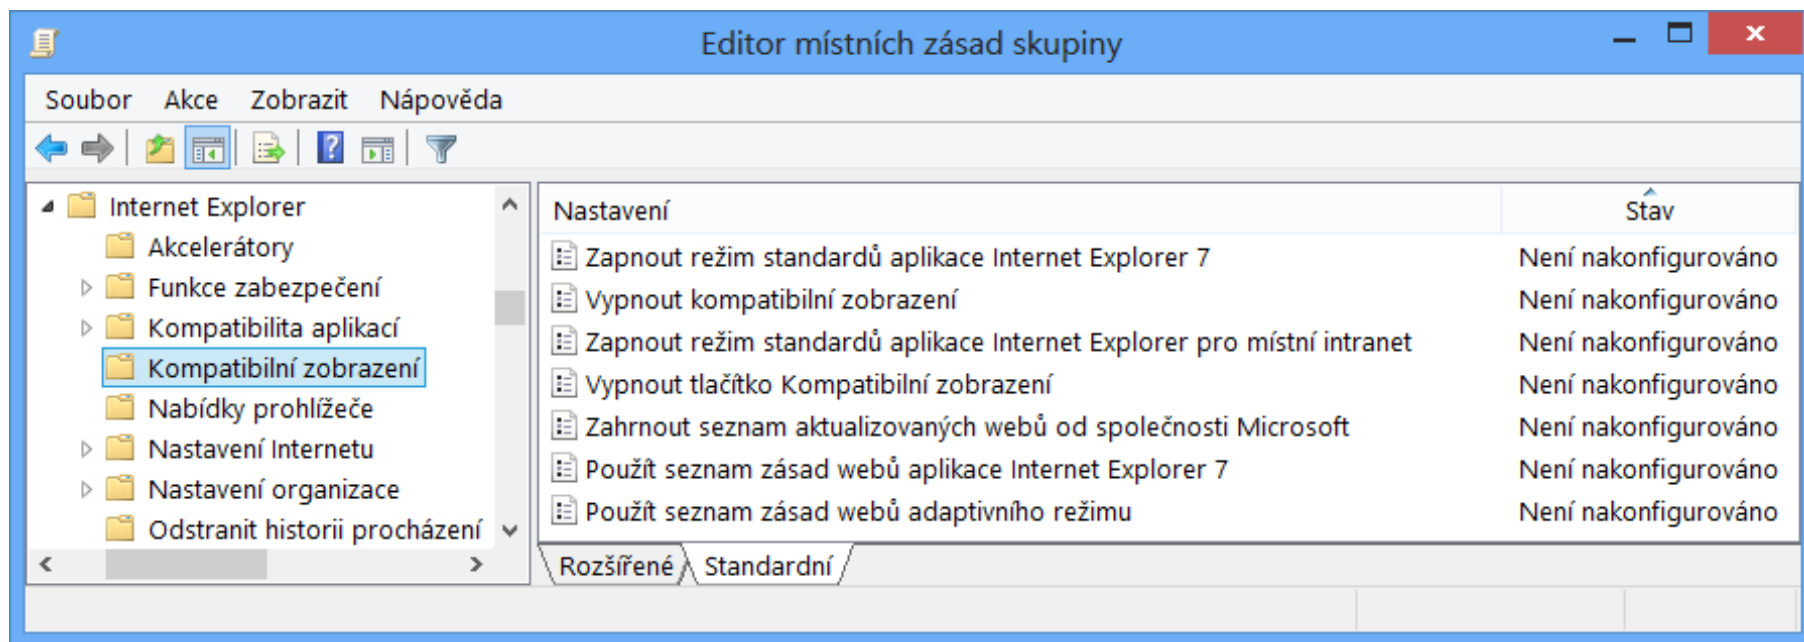 Editor místních zásad skupiny
Soubor Akce Zobrazit Nápověda
Internet Explorer
Akcelerátory
Funkce zabezpečení
Kompatibilita aplikací
Kompatibilní zobrazení
Nabídky prohlížeče
Nastavení Internetu
Nastavení organizace
Odstranit historii procházení
Nastavení Stav
Zapnout režim standardů aplikace Internet Explorer 7 Není nakonfigurováno
Vypnout kompatibilní zobrazení Není nakonfigurováno
Zapnout režim standardů aplikace Internet Explorer pro místní intranet Není nakonfigurováno
Vypnout tlačítko Kompatibilní zobrazení Není nakonfigurováno
Zahrnout seznam aktualizovaných webů od společnosti Microsoft Není nakonfigurováno
Použít seznam zásad webů aplikace Internet Explorer 7 Není nakonfigurováno
Použít seznam zásad webů adaptivního režimu Není nakonfigurováno
Rozšířené Standardní